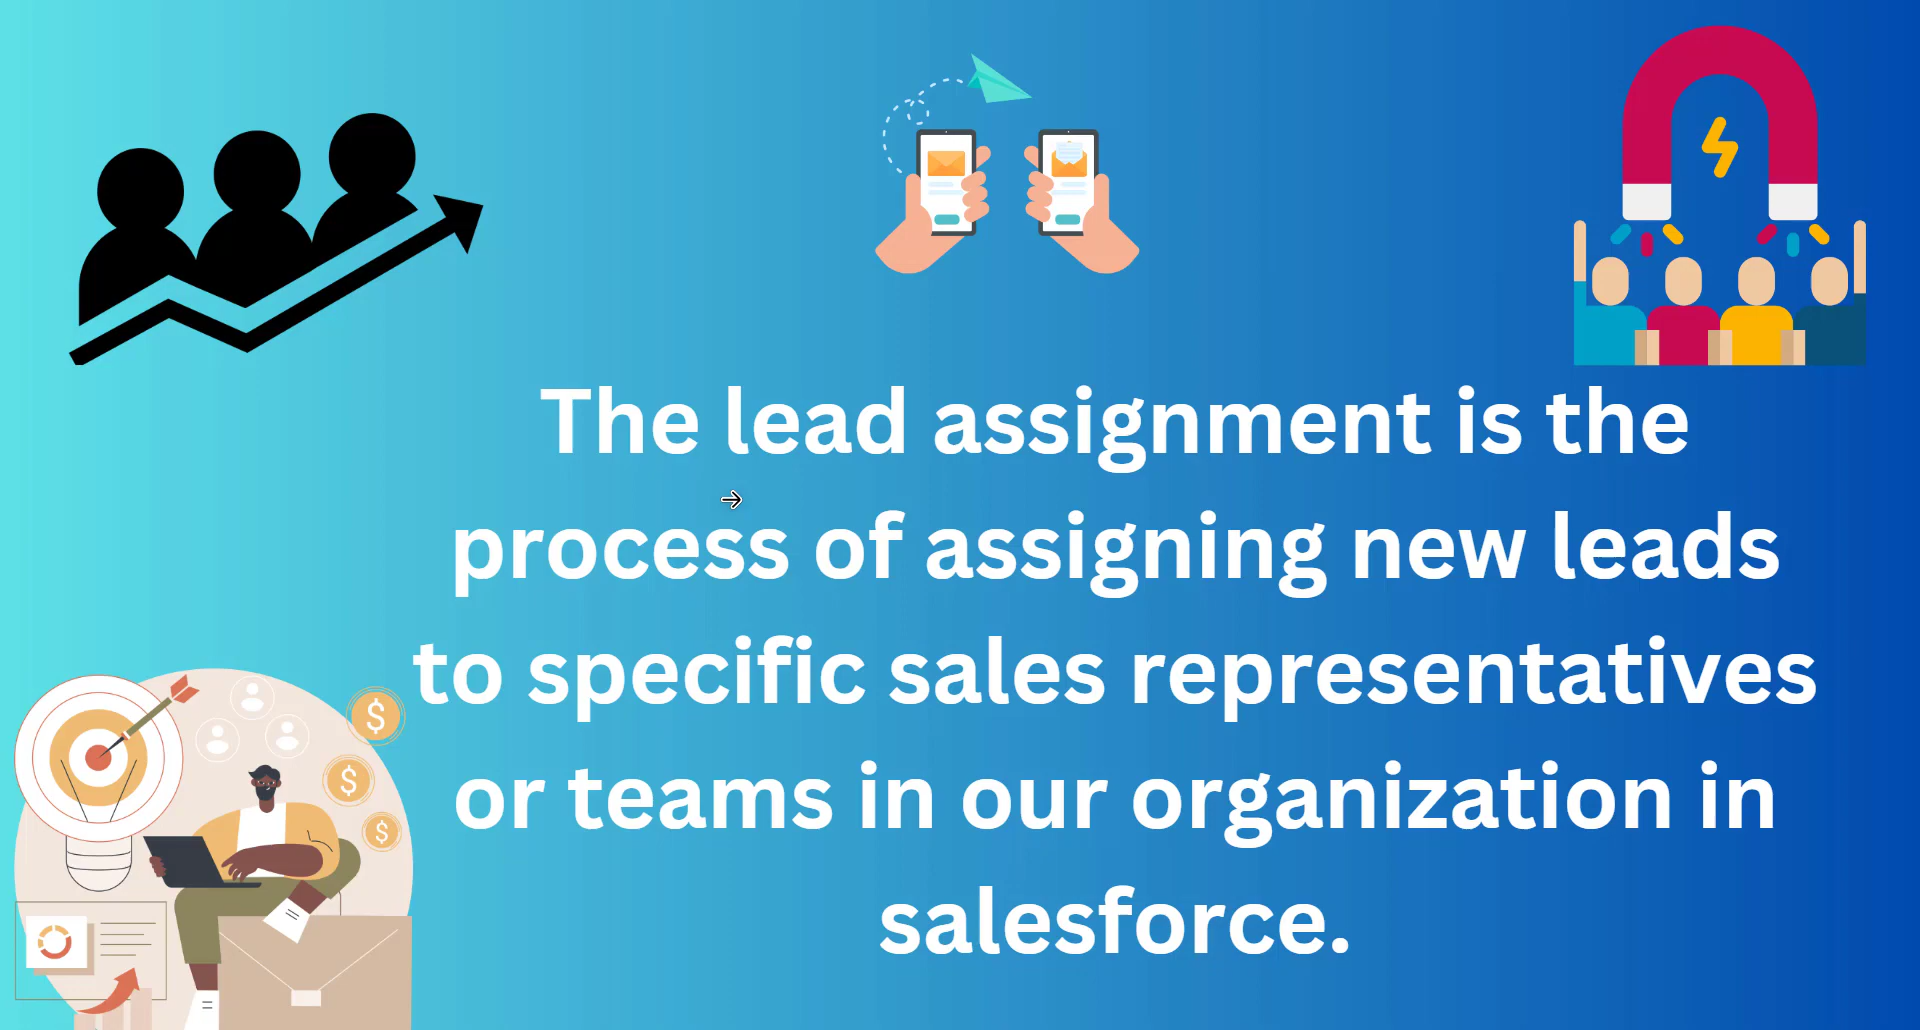 The lead assignment is the
process of assigning new leads
to specific sales representatives
or teams in our organization in
salesforce.